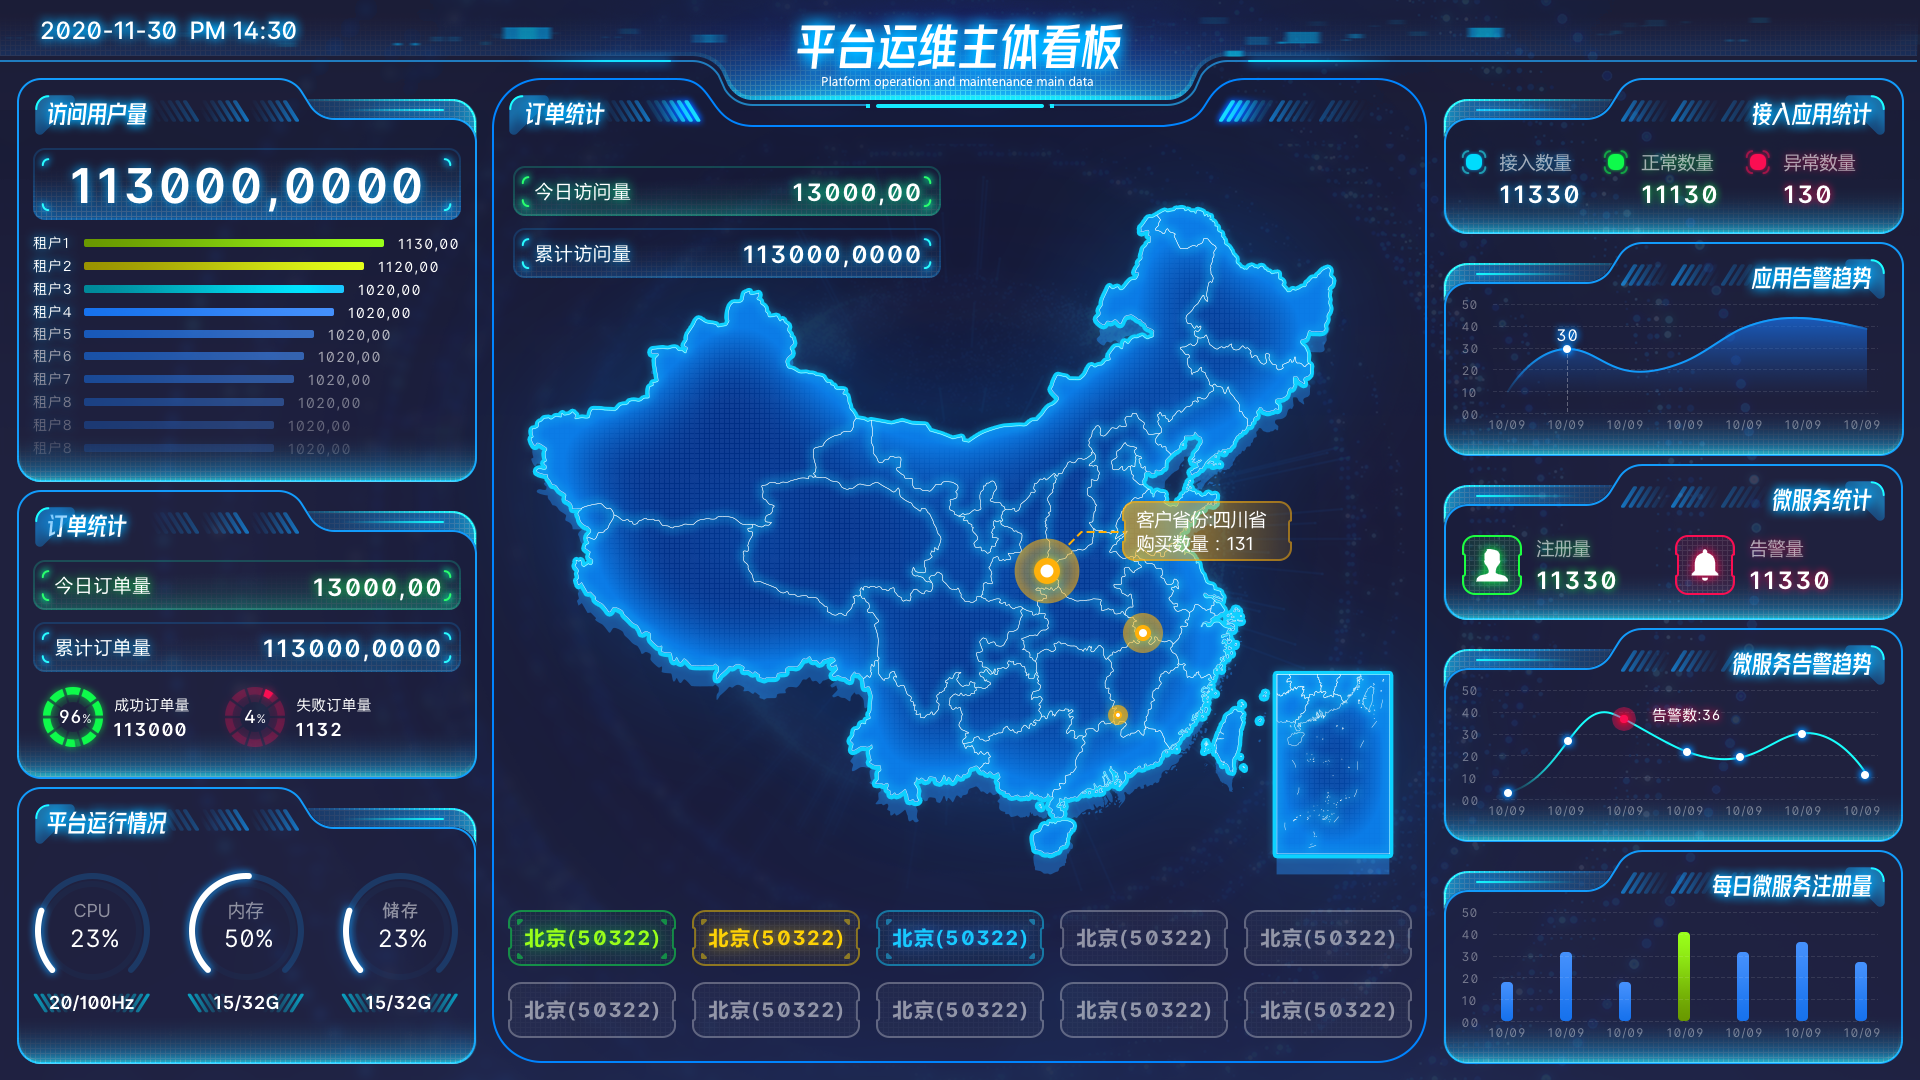 2020-11-30 PM 14:30
平台运维主体看板
Platform operation and maintenance main data
访问用户量
113000,0000
租户1 1130,00
租户2 1120,00
租户3 1020,00
租户4 1020,00
租户5 1020,00
租户6 1020,00
租户7 1020,00
租户8 1020,00
租户8 1020,00
租户8 1020,00
订单统计
今日订单量 13000,00
累计订单量 113000,0000
96% 成功订单量 113000
4% 失败订单量 1132
平台运行情况
CPU 23%
20/100Hz
内存 50%
15/32G
储存 23%
15/32G
订单统计
今日访问量 13000,00
累计访问量 113000,0000
客户省份:四川省
购买数量：131
北京(50322) 北京(50322) 北京(50322) 北京(50322) 北京(50322)
北京(50322) 北京(50322) 北京(50322) 北京(50322) 北京(50322)
接入应用统计
接入数量 正常数量 异常数量
11330 11130 130
应用告警趋势
50
40
30
20
10
00
30
10/09 10/09 10/09 10/09 10/09 10/09 10/09
微服务统计
注册量 告警量
11330 11330
微服务告警趋势
50
40
30
20
10
00
告警数:36
10/09 10/09 10/09 10/09 10/09 10/09 10/09
每日微服务注册量
50
40
30
20
10
00
10/09 10/09 10/09 10/09 10/09 10/09 10/09